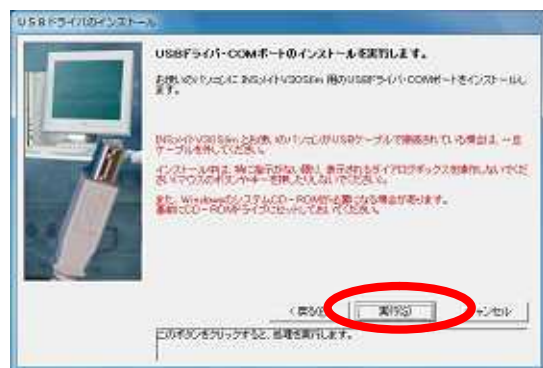 USBドライバのインストール
USBドライバ・COMポートのインストールを実行します。
お使いのパソコンに INSメイトV30Slim 用のUSBドライバ・COMポートをインストールし
ます。
INSメイトV30Slim とお使いのパソコンがUSBケーブルで接続されている場合は、一旦
ケーブルを外してください。
インストール中は、特に指示がない限り、表示されるダイアログボックスを操作しないでくだ
さい(マウスのボタンやキーを押したりしないでください)。
また、WindowsのシステムCD-ROMが必要になる場合があります。
事前にCD-ROMドライブにセットしておいてください。
< 戻る 実行(S) ャンセル
このボタンをクリックすると、処理を実行します。